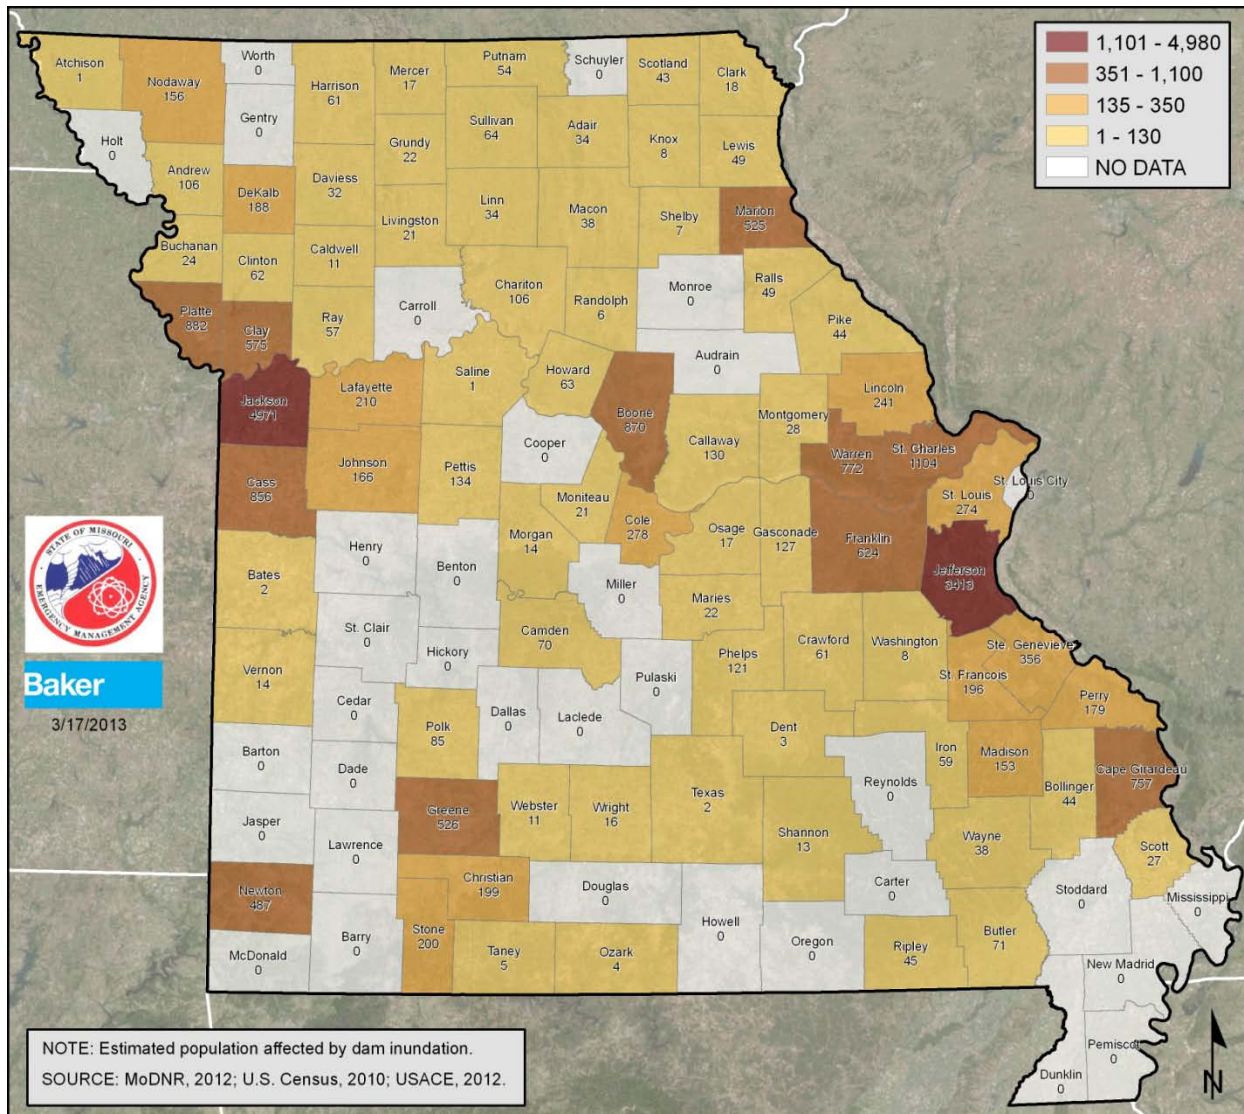 1,101 - 4,980
351 - 1,100
135 - 350
1 - 130
NO DATA
Atchison
1
Nodaway
156
Worth
0
Gentry
0
Harrison
61
Mercer
17
Putnam
54
Schuyler
0
Scotland
43
Clark
18
Holt
0
Andrew
106
DeKalb
188
Daviess
32
Grundy
22
Sullivan
64
Adair
34
Knox
8
Lewis
49
Buchanan
24
Clinton
62
Caldwell
11
Livingston
21
Linn
34
Macon
38
Shelby
7
Marion
525
Platte
882
Clay
575
Ray
57
Carroll
0
Chariton
106
Randolph
6
Monroe
0
Ralls
49
Pike
44
Audrain
0
Jackson
4971
Lafayette
210
Saline
1
Howard
63
Boone
870
Callaway
130
Montgomery
28
Lincoln
241
Cooper
0
Cass
856
Johnson
166
Pettis
134
Moniteau
21
Cole
278
Osage
17
Gasconade
127
Warren
772
St. Charles
1104
St. Louis City
0
St. Louis
274
Franklin
624
Jefferson
3413
Morgan
14
Henry
0
Benton
0
Miller
0
Maries
22
Bates
2
St. Clair
0
Hickory
0
Camden
70
Pulaski
0
Phelps
121
Crawford
61
Washington
8
Ste. Genevieve
356
St. Francois
196
Perry
179
Vernon
14
Cedar
0
Polk
85
Dallas
0
Laclede
0
Dent
3
Iron
59
Madison
153
Bollinger
44
Cape Girardeau
757
Barton
0
Dade
0
Reynolds
0
Jasper
0
Greene
526
Webster
11
Wright
16
Texas
2
Shannon
13
Wayne
38
Scott
27
Lawrence
0
Newton
487
Christian
199
Douglas
0
Howell
0
Carter
0
Stoddard
0
Mississippi
0
McDonald
0
Barry
0
Stone
200
Taney
5
Ozark
4
Oregon
0
Ripley
45
Butler
71
New Madrid
0
Pemiscot
0
Dunklin
0
STATE OF MISSOURI
EMERGENCY MANAGEMENT AGENCY
Baker
3/17/2013
NOTE: Estimated population affected by dam inundation.
SOURCE: MoDNR, 2012; U.S. Census, 2010; USACE, 2012.
N